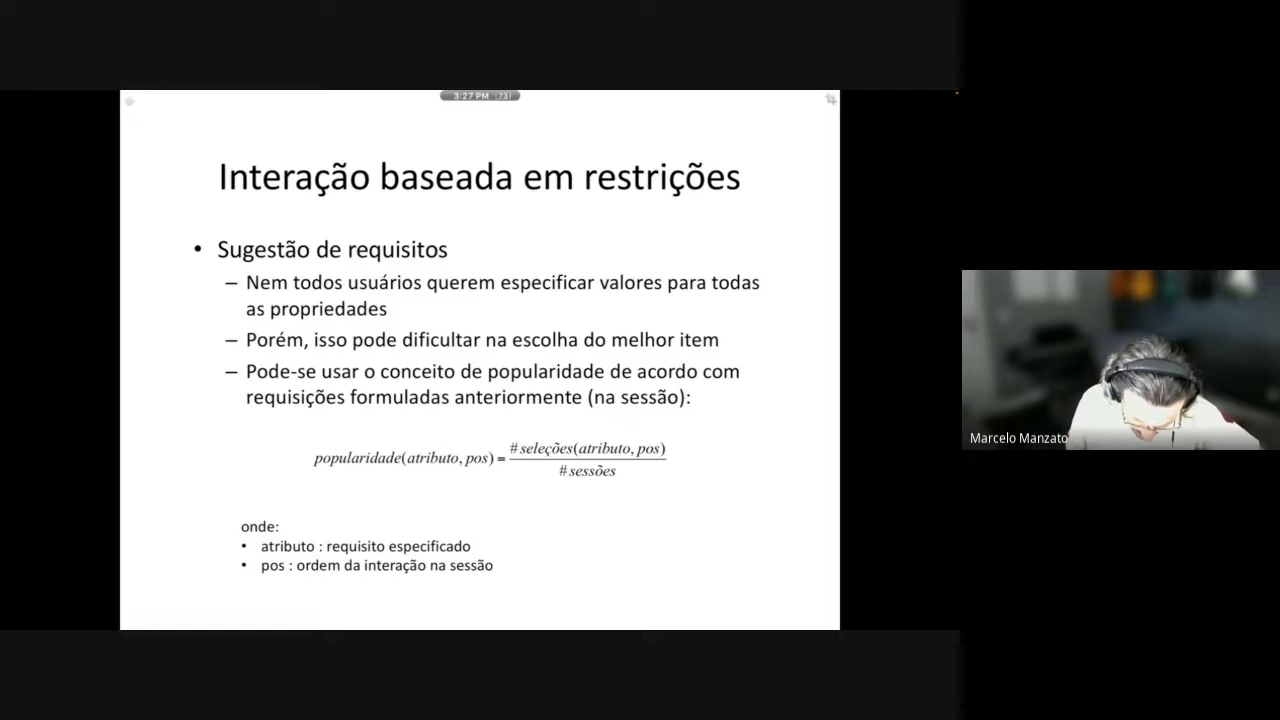 3:27 PM (73)
Interação baseada em restrições
• Sugestão de requisitos
– Nem todos usuários querem especificar valores para todas
as propriedades
– Porém, isso pode dificultar na escolha do melhor item
– Pode-se usar o conceito de popularidade de acordo com
requisições formuladas anteriormente (na sessão):
popularidade(atributo, pos) = # seleções(atributo, pos)
# sessões
onde:
• atributo : requisito especificado
• pos : ordem da interação na sessão
Marcelo Manzato